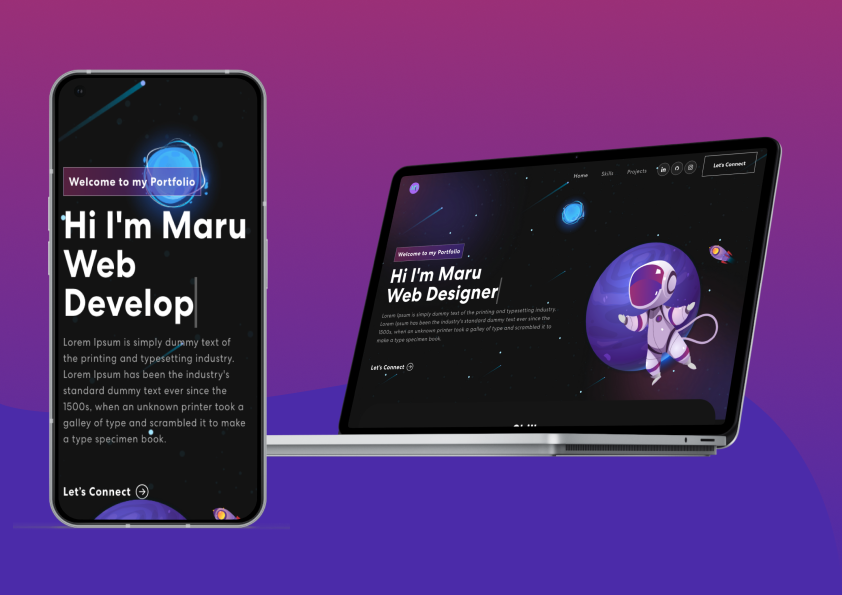 Welcome to my Portfolio
Hi I'm Maru
Web
Develop
Lorem Ipsum is simply dummy text of
the printing and typesetting industry.
Lorem Ipsum has been the industry's
standard dummy text ever since the
1500s, when an unknown printer took a
galley of type and scrambled it to make
a type specimen book.
Let's Connect
Home Skills Projects in Let's Connect
Welcome to my Portfolio
Hi I'm Maru
Web Designer
Lorem Ipsum is simply dummy text of the printing and typesetting industry.
Lorem Ipsum has been the industry's standard dummy text ever since the
1500s, when an unknown printer took a galley of type and scrambled it to
make a type specimen book.
Let's Connect